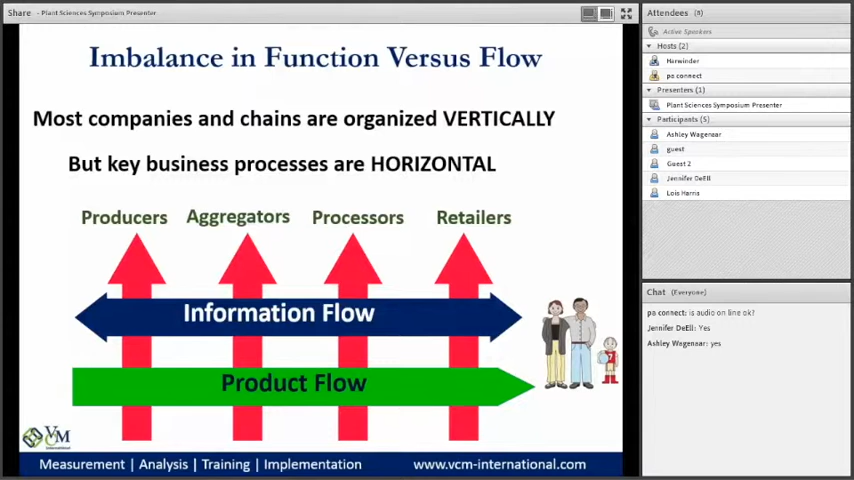 Share - Plant Sciences Symposium Presenter
Imbalance in Function Versus Flow
Most companies and chains are organized VERTICALLY
But key business processes are HORIZONTAL
Producers Aggregators Processors Retailers
Information Flow
Product Flow
VCM
International
Measurement | Analysis | Training | Implementation www.vcm-international.com
Attendees (8)
Active Speakers
Hosts (2)
Harwinder
pa connect
Presenters (1)
Plant Sciences Symposium Presenter
Participants (5)
Ashley Wagenaar
guest
Guest 2
Jennifer DeEll
Lois Harris
Chat (Everyone)
pa connect: is audio on line ok?
Jennifer DeEll: Yes
Ashley Wagenaar: yes